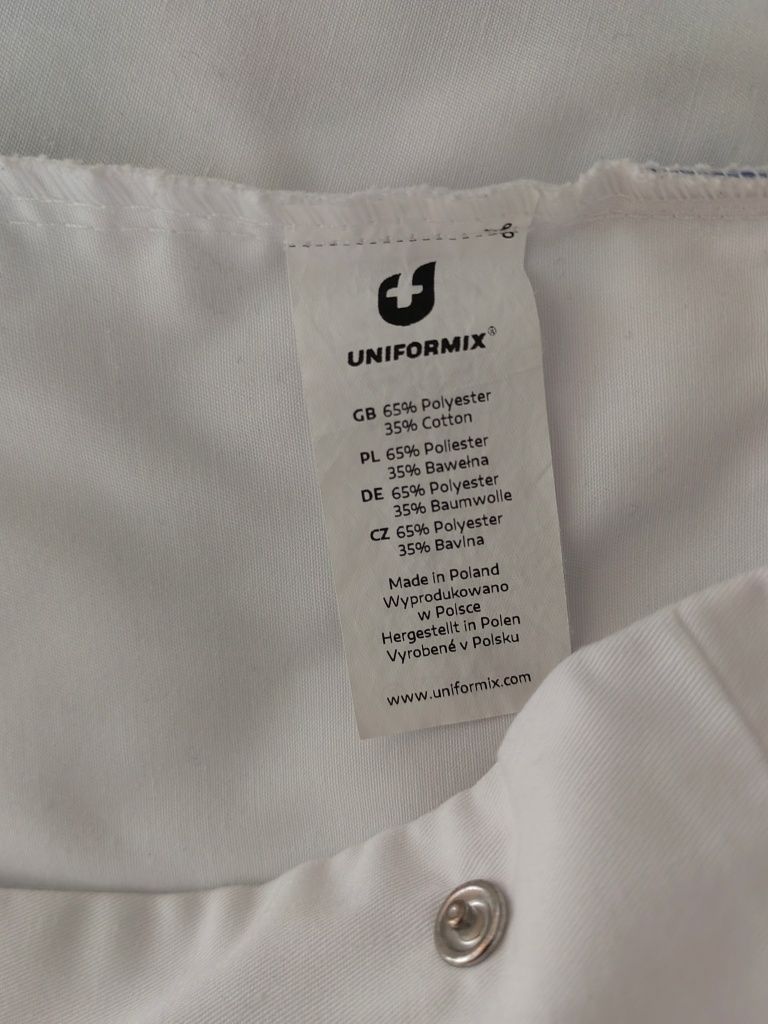 UNIFORMIX®
GB 65% Polyester
35% Cotton
PL 65% Poliester
35% Bawełna
DE 65% Polyester
35% Baumwolle
CZ 65% Polyester
35% Bavlna
Made in Poland
Wyprodukowano
w Polsce
Hergestellt in Polen
Vyrobené v Polsku
www.uniformix.com